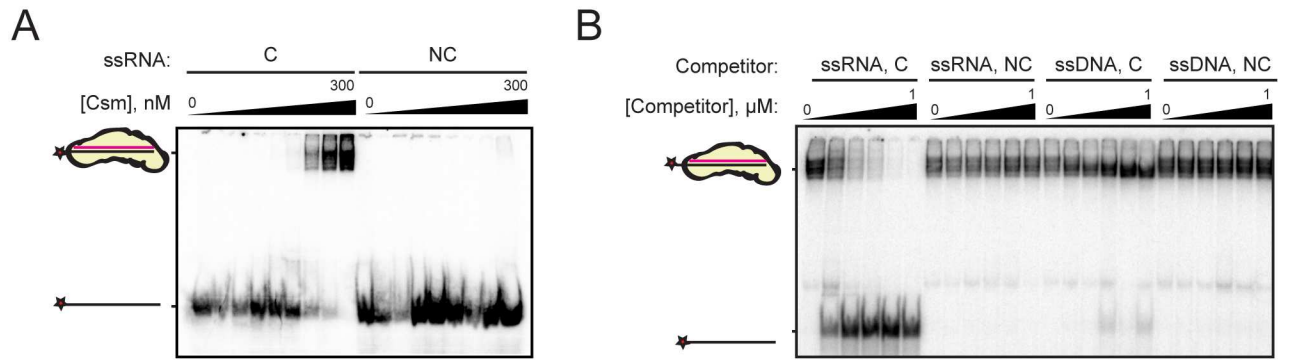 A
ssRNA: C NC
[Csm], nM 0 300 0 300
B
Competitor: ssRNA, C ssRNA, NC ssDNA, C ssDNA, NC
[Competitor], µM: 0 1 0 1 0 1 0 1